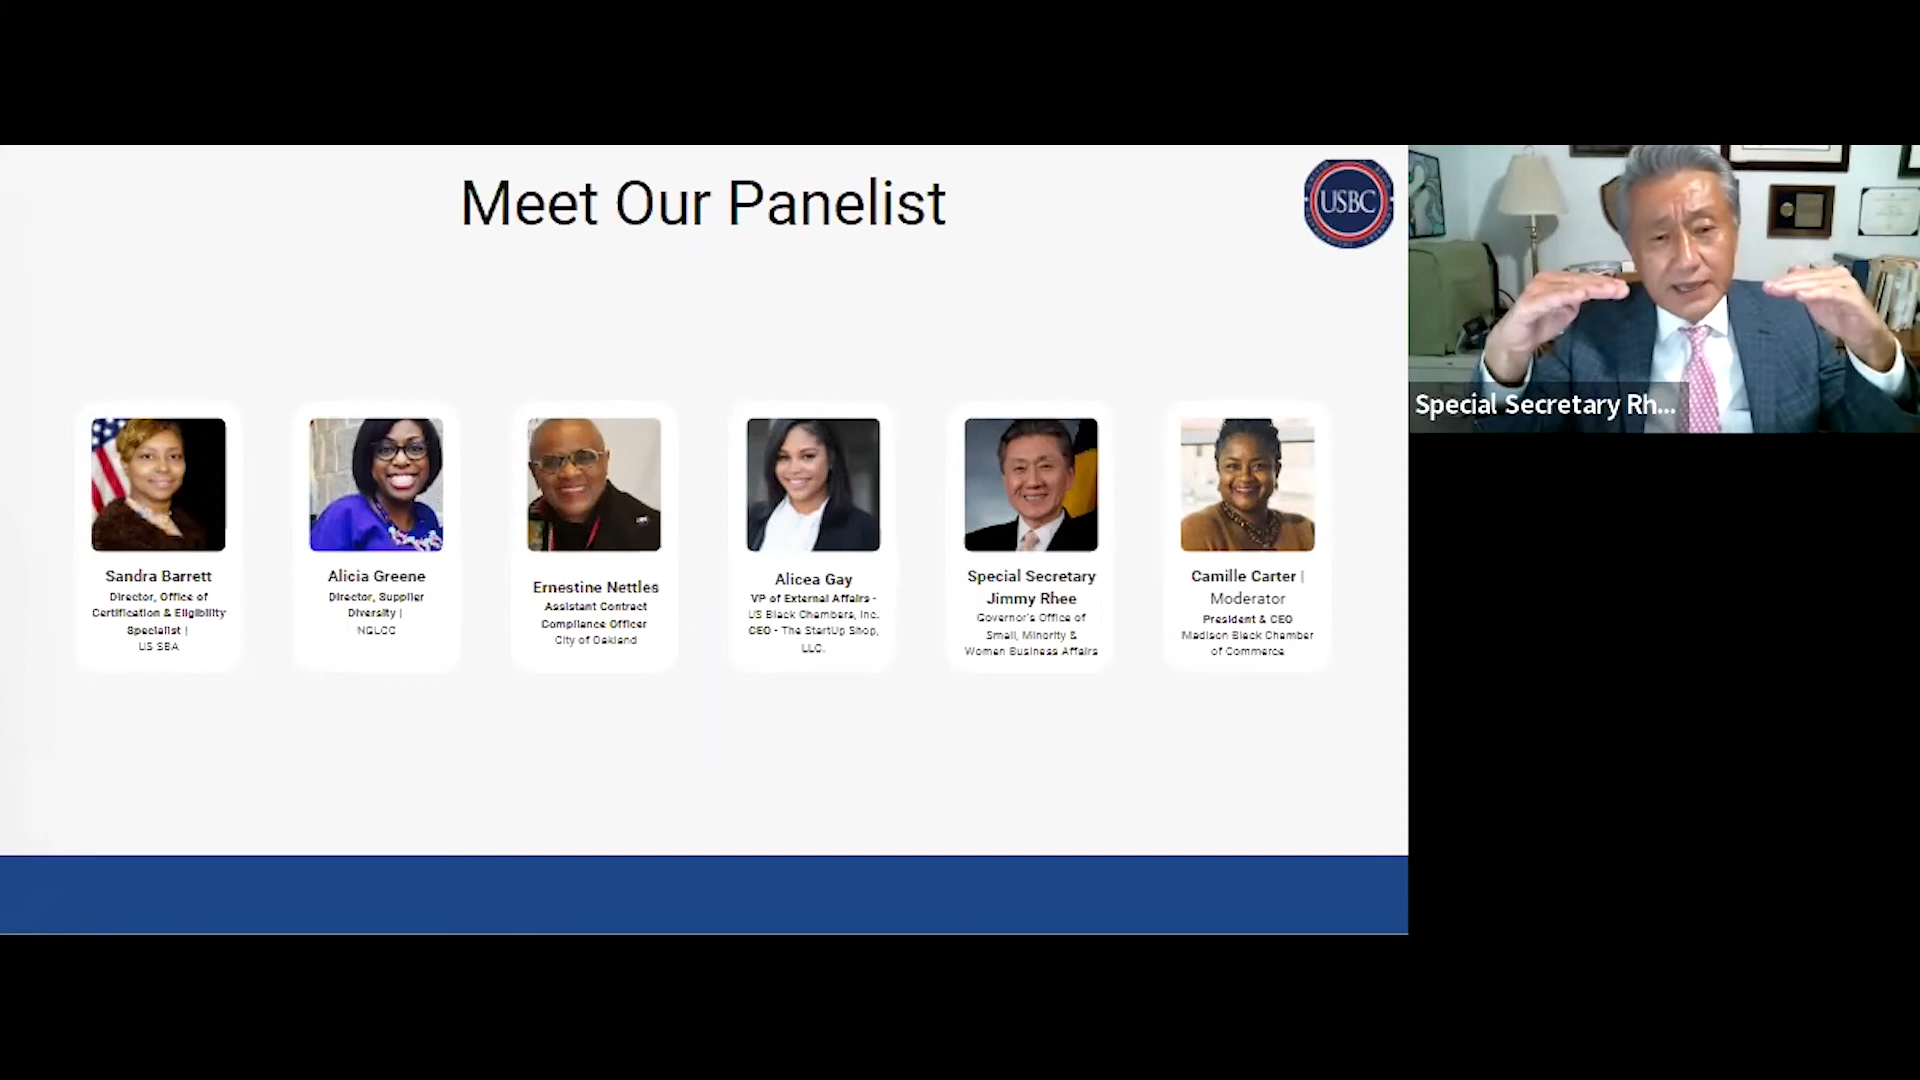 Meet Our Panelist
USBC
Special Secretary Rh...
Sandra Barrett
Director, Office of
Certification & Eligibility
Specialist |
US SBA
Alicia Greene
Director, Supplier
Diversity |
NGLCC
Ernestine Nettles
Assistant Contract
Compliance Officer
City of Oakland
Alicea Gay
VP of External Affairs -
US Black Chambers, Inc.
CEO - The StartUp Shop,
LLC.
Special Secretary
Jimmy Rhee
Governor's Office of
Small, Minority &
Women Business Affairs
Camille Carter |
Moderator
President & CEO
Madison Black Chamber
of Commerce